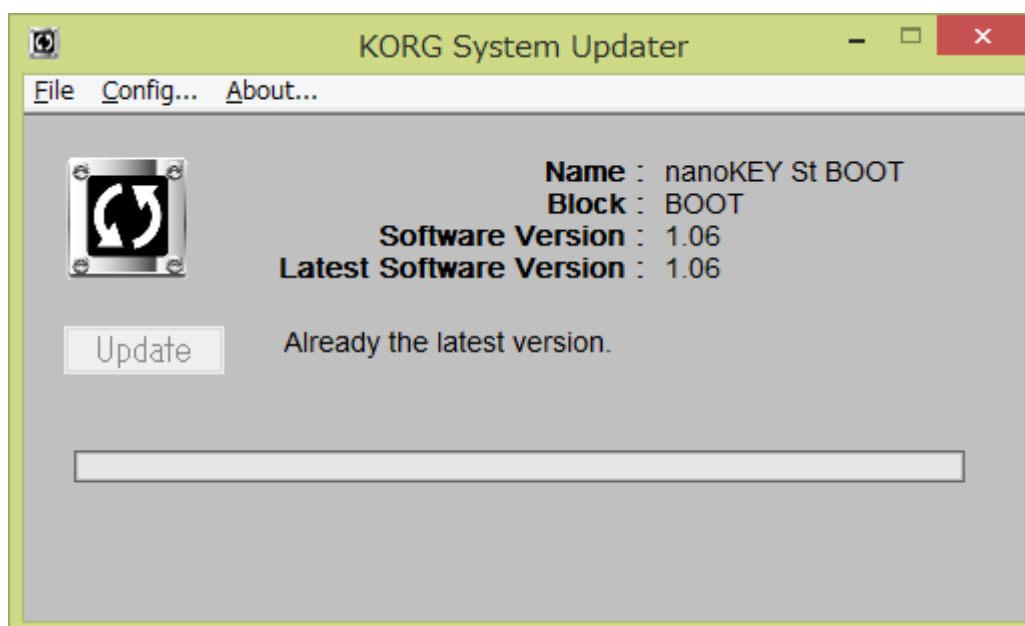 KORG System Updater
File Config... About...
Name : nanoKEY St BOOT
Block : BOOT
Software Version : 1.06
Latest Software Version : 1.06
Update
Already the latest version.